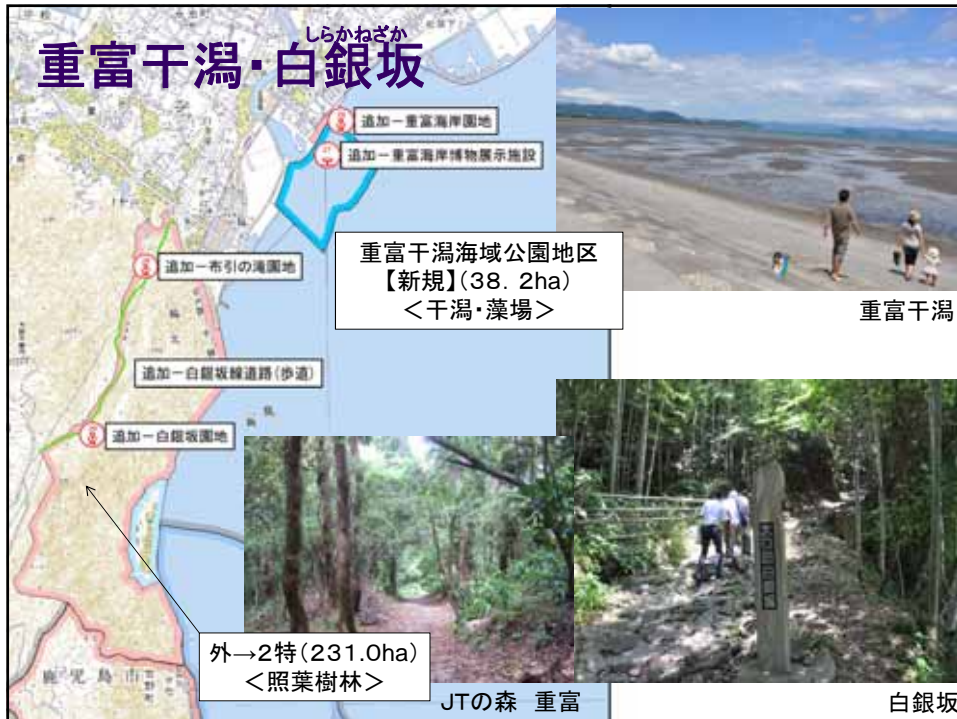 しらかねざか
重富干潟・白銀坂
追加－重富海岸園地
追加－重富海岸博物展示施設
重富干潟海域公園地区
【新規】(38．2ha)
＜干潟・藻場＞
重富干潟
追加－布引の滝園地
追加－白銀坂線道路(歩道)
追加－白銀坂園地
外→2特(231.0ha)
＜照葉樹林＞
鹿児島市
JTの森　重富
白銀坂